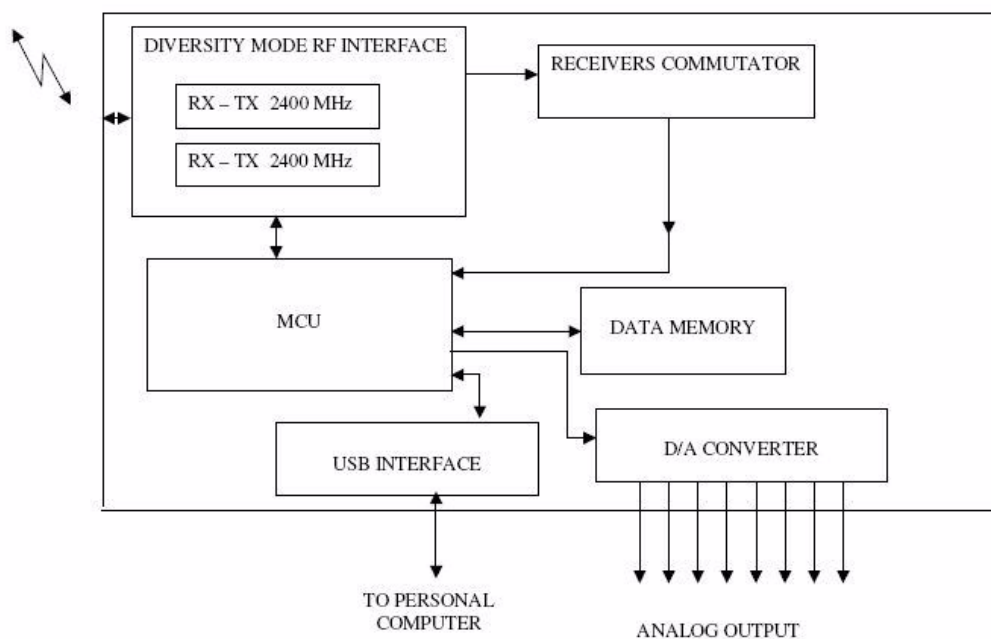 DIVERSITY MODE RF INTERFACE
RX – TX 2400 MHz
RX – TX 2400 MHz
RECEIVERS COMMUTATOR
MCU
DATA MEMORY
USB INTERFACE
D/A CONVERTER
TO PERSONAL
COMPUTER
ANALOG OUTPUT